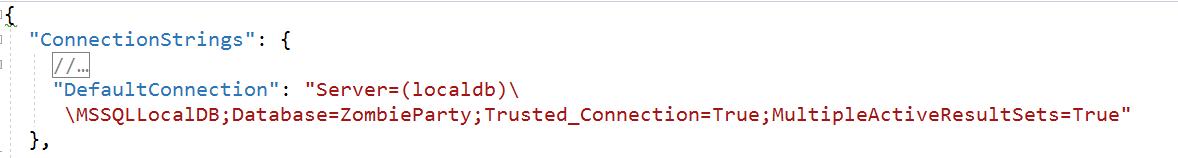 {
"ConnectionStrings": {
//...
"DefaultConnection": "Server=(localdb)\
\MSSQLLocalDB;Database=ZombieParty;Trusted_Connection=True;MultipleActiveResultSets=True"
},